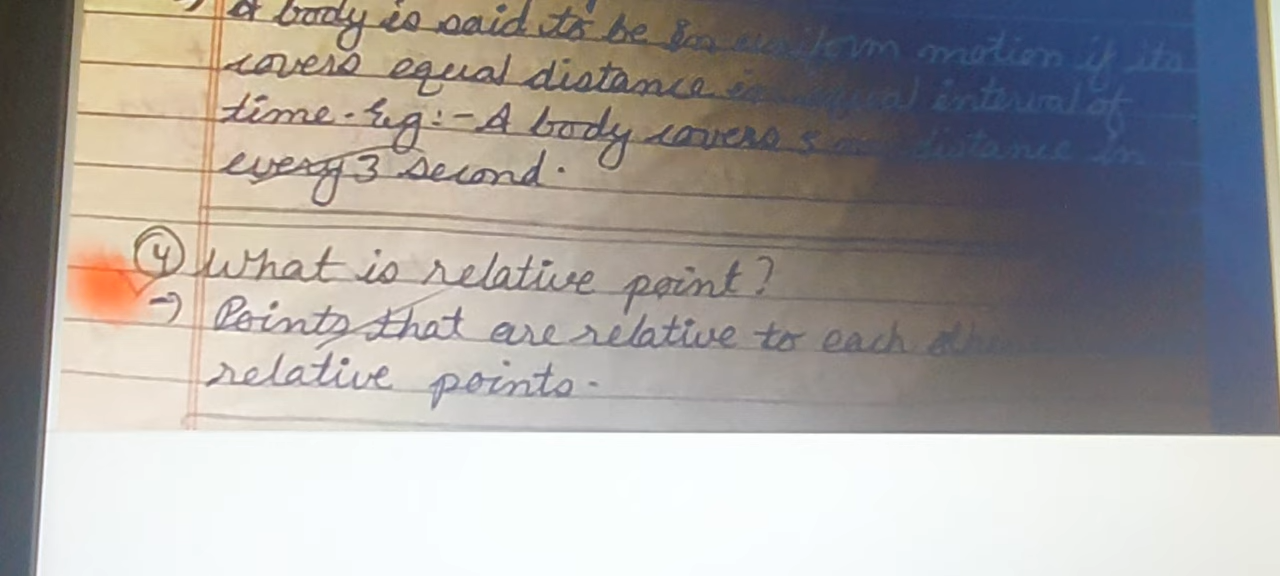 A body is said to be in uniform motion if its
covers equal distance in equal interval of
time. Eg:- A body covers 5 distance in
every 3 second.
4 What is relative point?
→ Points that are relative to each
relative points.